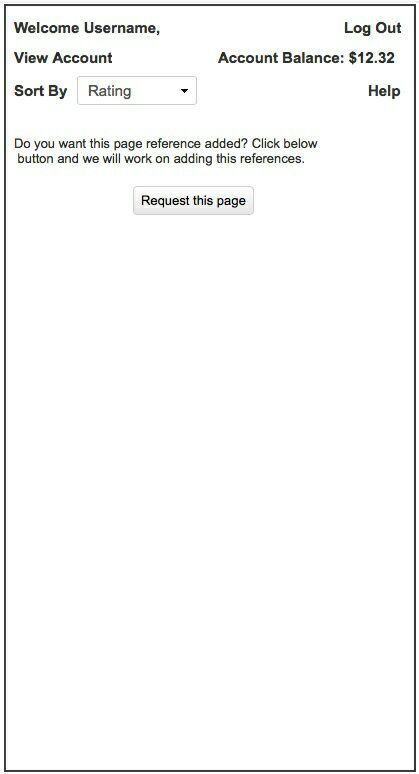 Welcome Username, Log Out
View Account Account Balance: $12.32
Sort By Rating Help
Do you want this page reference added? Click below
button and we will work on adding this references.
Request this page